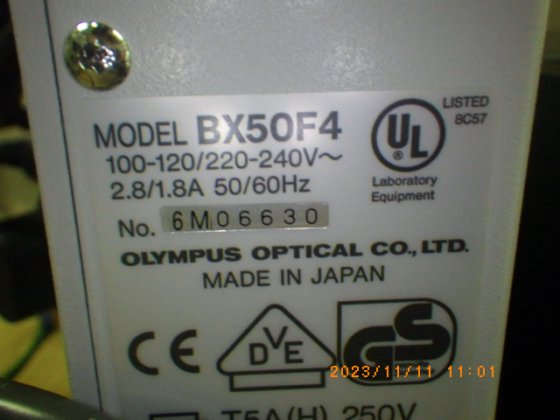 MODEL BX50F4
100-120/220-240V~
2.8/1.8A 50/60Hz
No. 6M06630
OLYMPUS OPTICAL CO., LTD.
MADE IN JAPAN
UL
®
LISTED
8C57
Laboratory
Equipment
CE
DVE
GS
2023/11/11 11:01
T5A(H) 250V